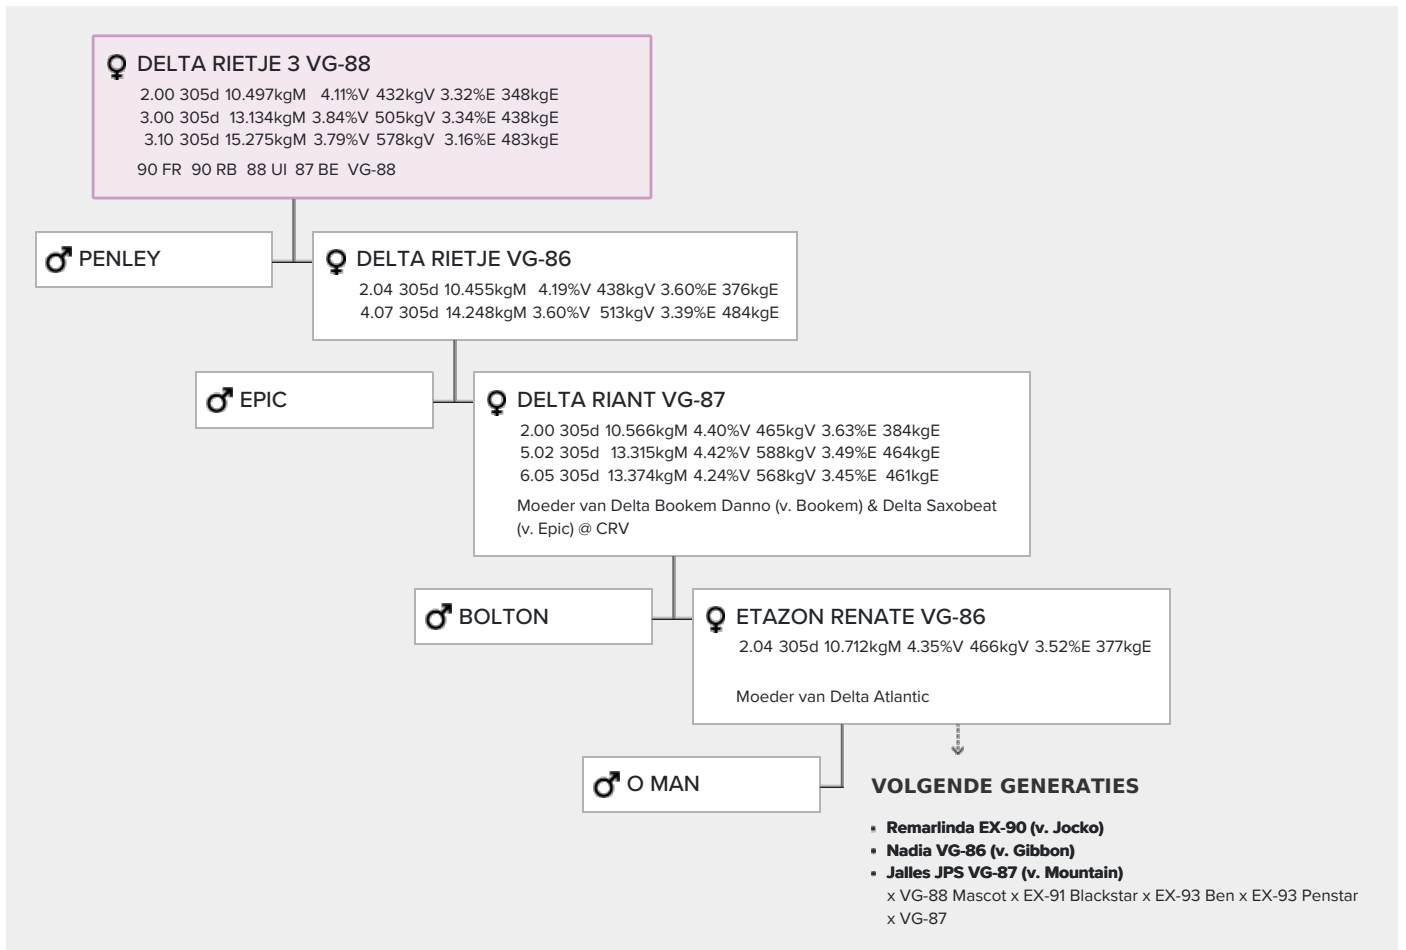 DELTA RIETJE 3 VG-88
2.00 305d 10.497kgM 4.11%V 432kgV 3.32%E 348kgE
3.00 305d 13.134kgM 3.84%V 505kgV 3.34%E 438kgE
3.10 305d 15.275kgM 3.79%V 578kgV 3.16%E 483kgE
90 FR 90 RB 88 UI 87 BE VG-88
PENLEY
DELTA RIETJE VG-86
2.04 305d 10.455kgM 4.19%V 438kgV 3.60%E 376kgE
4.07 305d 14.248kgM 3.60%V 513kgV 3.39%E 484kgE
EPIC
DELTA RIANT VG-87
2.00 305d 10.566kgM 4.40%V 465kgV 3.63%E 384kgE
5.02 305d 13.315kgM 4.42%V 588kgV 3.49%E 464kgE
6.05 305d 13.374kgM 4.24%V 568kgV 3.45%E 461kgE
Moeder van Delta Bookem Danno (v. Bookem) & Delta Saxobeat
(v. Epic) @ CRV
BOLTON
ETAZON RENATE VG-86
2.04 305d 10.712kgM 4.35%V 466kgV 3.52%E 377kgE
Moeder van Delta Atlantic
O MAN
VOLGENDE GENERATIES
▪ Remarlinda EX-90 (v. Jocko)
▪ Nadia VG-86 (v. Gibbon)
▪ Jalles JPS VG-87 (v. Mountain)
x VG-88 Mascot x EX-91 Blackstar x EX-93 Ben x EX-93 Penstar
x VG-87